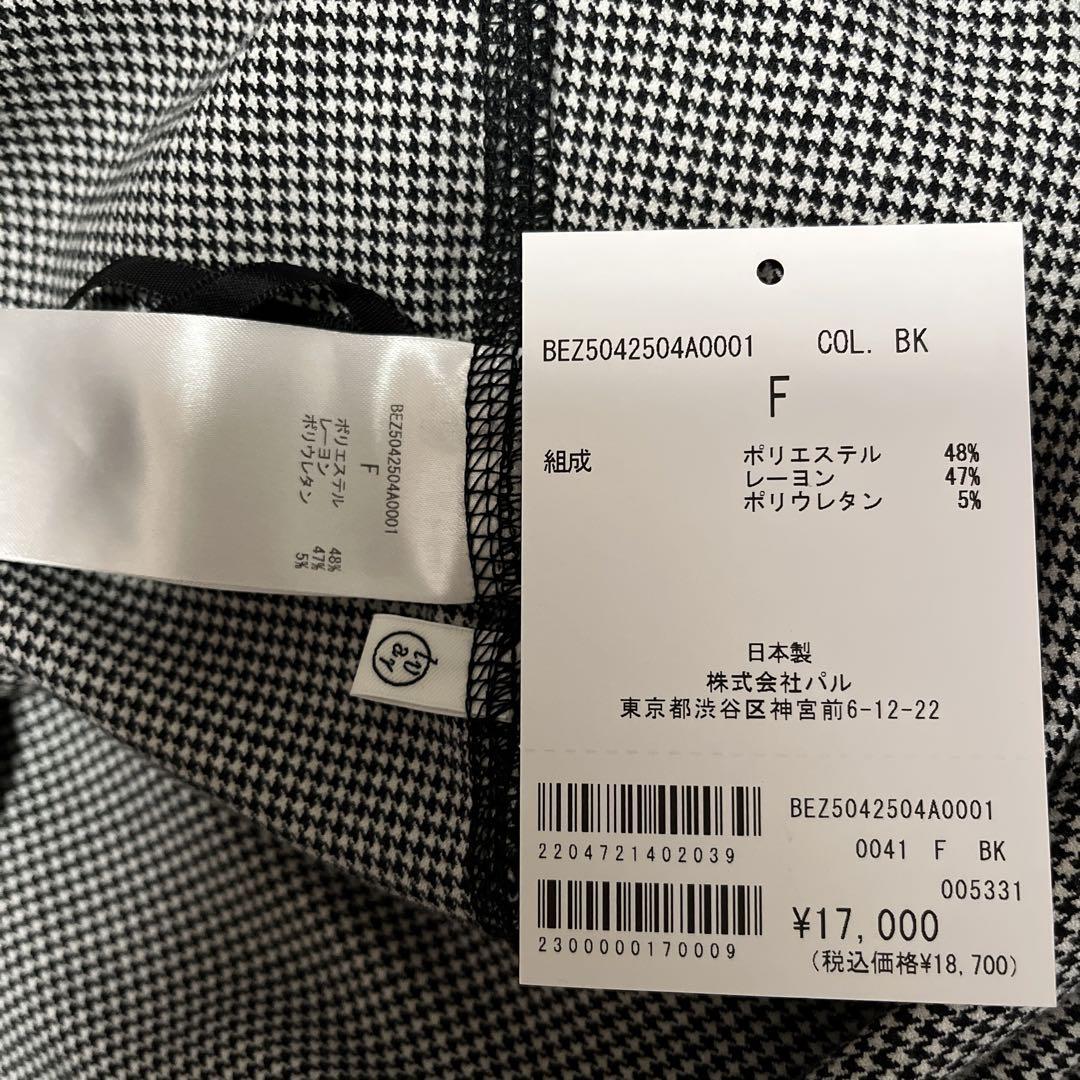 BEZ5042504A0001 COL. BK
F
組成 ポリエステル 48%
レーヨン 47%
ポリウレタン 5%
日本製
株式会社パル
東京都渋谷区神宮前6-12-22
BEZ5042504A0001
2204721402039
0041 F BK
005331
¥17,000
2300000170009
(税込価格¥18,700)
BEZ5042504A0001
F
ポリエステル 48%
レーヨン 47%
ポリウレタン 5%